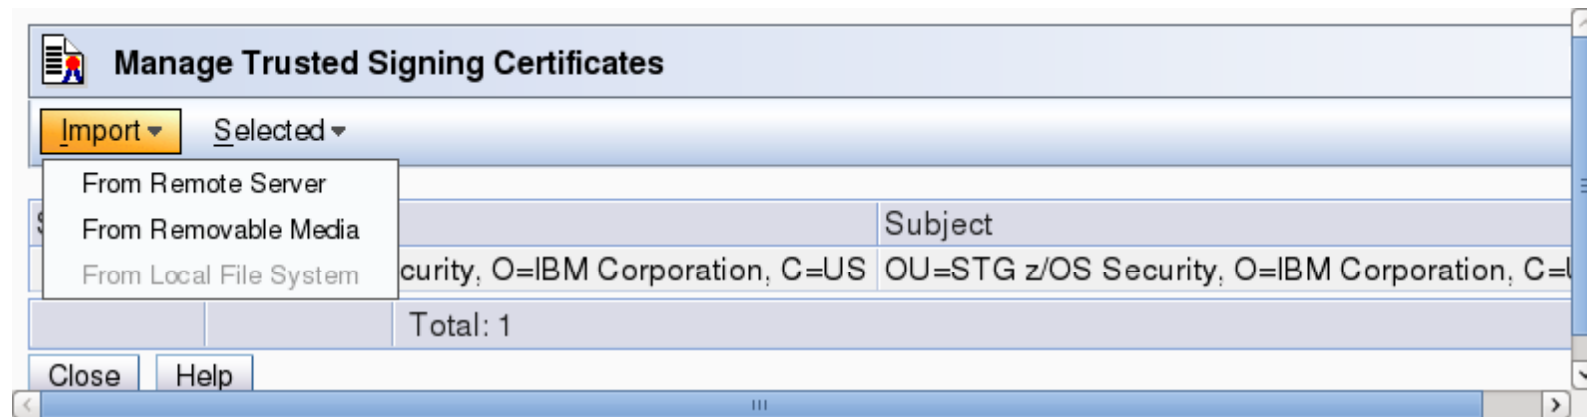 Manage Trusted Signing Certificates
Import Selected
From Remote Server
From Removable Media
From Local File System
Subject
curity, O=IBM Corporation, C=US OU=STG z/OS Security, O=IBM Corporation,
Total: 1
Close Help